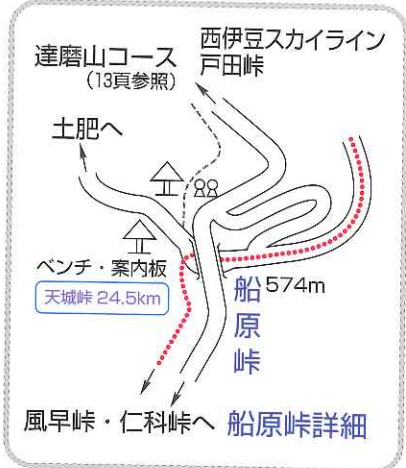 西伊豆スカイライン
戸田峠
達磨山コース
(13頁参照)
土肥へ
ベンチ・案内板
天城峠 24.5km
船原峠
574m
風早峠・仁科峠へ
船原峠詳細